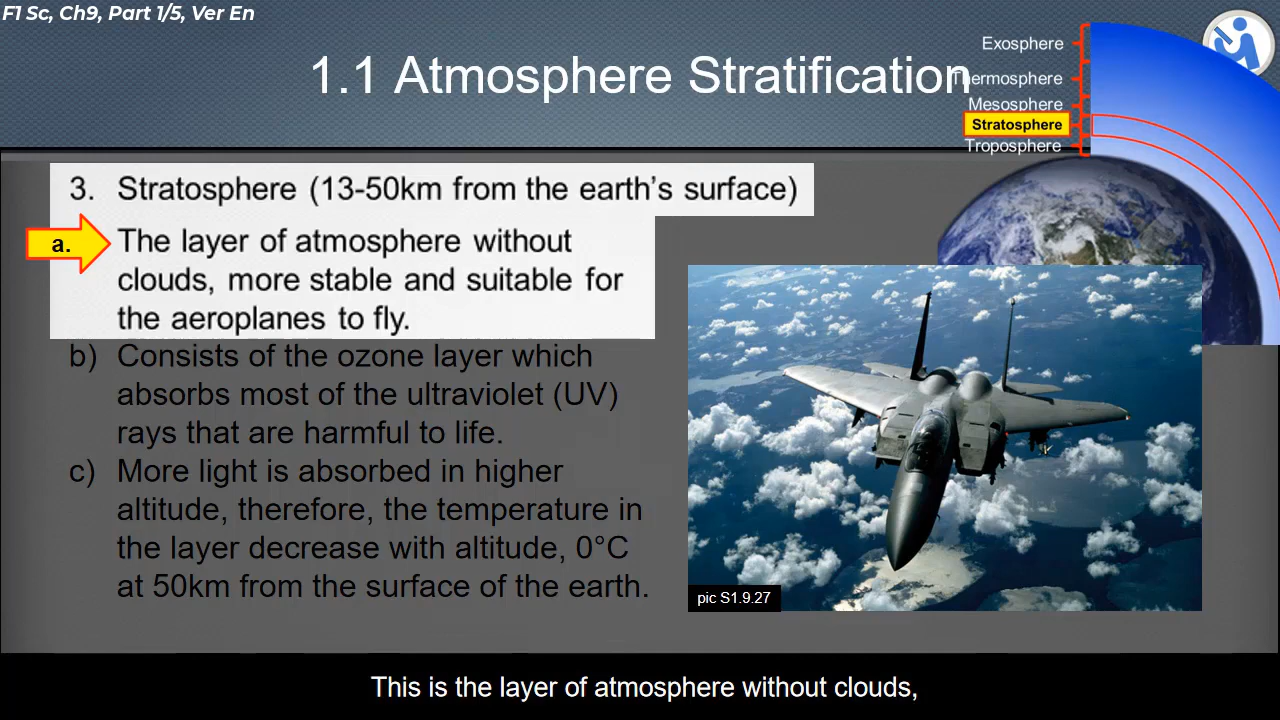 F1 Sc, Ch9, Part 1/5, Ver En
1.1 Atmosphere Stratification
Exosphere
Thermosphere
Mesosphere
Stratosphere
Troposphere
3. Stratosphere (13-50km from the earth's surface)
a. The layer of atmosphere without
clouds, more stable and suitable for
the aeroplanes to fly.
b) Consists of the ozone layer which
absorbs most of the ultraviolet (UV)
rays that are harmful to life.
c) More light is absorbed in higher
altitude, therefore, the temperature in
the layer decrease with altitude, 0°C
at 50km from the surface of the earth.
pic S1.9.27
This is the layer of atmosphere without clouds,